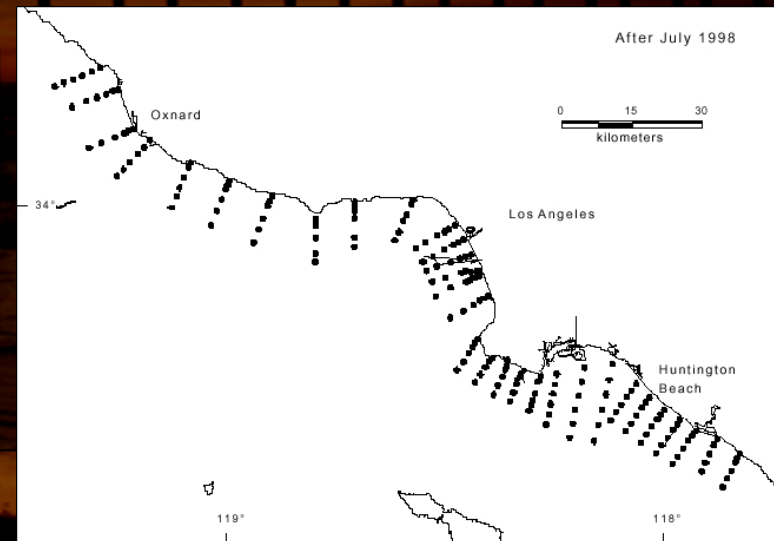 After July 1998
0 15 30
kilometers
Oxnard
34°
Los Angeles
Huntington
Beach
119° 118°